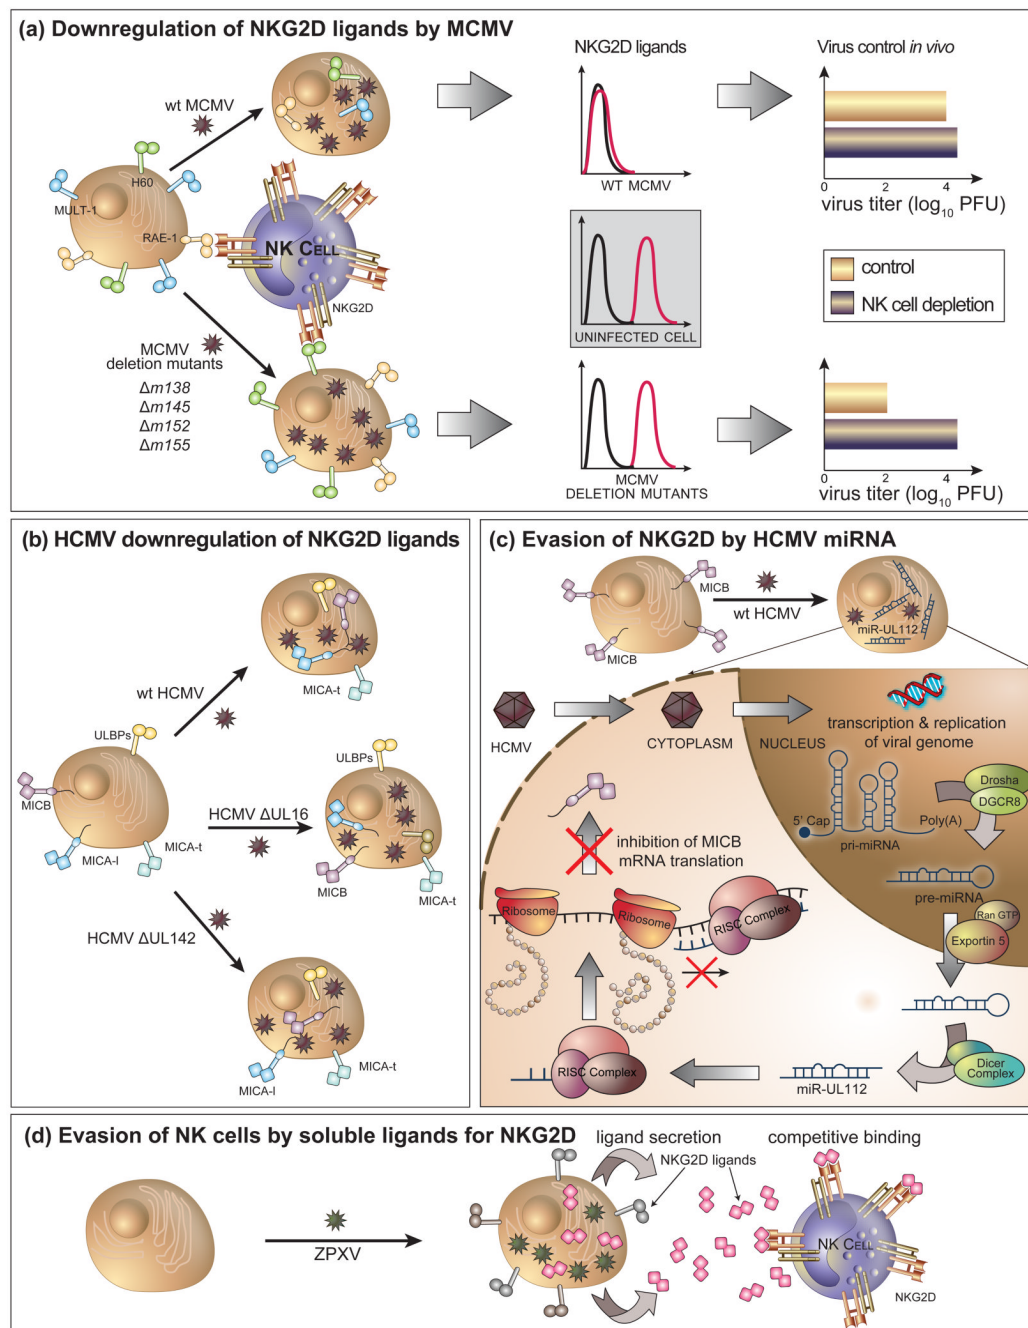 (a) Downregulation of NKG2D ligands by MCMV
NKG2D ligands
Virus control in vivo
wt MCMV
H60
MULT-1
RAE-1
NK CELL
NKG2D
WT MCMV
0
4
virus titer (log10 PFU)
UNINFECTED CELL
control
NK cell depletion
MCMV
deletion mutants
Δm138
Δm145
Δm152
Δm155
MCMV
DELETION MUTANTS
0
2
4
virus titer (log10 PFU)
(b) HCMV downregulation of NKG2D ligands
wt HCMV
MICA-t
ULBPs
MICB
MICA-l
MICA-t
HCMV ΔUL16
ULBPs
MICB
MICA-t
HCMV ΔUL142
MICA-l
MICA-t
(c) Evasion of NKG2D by HCMV miRNA
MICB
MICB
wt HCMV
miR-UL112
HCMV
CYTOPLASM
NUCLEUS
transcription & replication
of viral genome
Drosha
DGCR8
5' Cap
Poly(A)
pri-miRNA
inhibition of MICB
mRNA translation
pre-miRNA
Ran GTP
Exportin 5
Ribosome
Ribosome
RISC Complex
RISC Complex
miR-UL112
Dicer
Complex
(d) Evasion of NK cells by soluble ligands for NKG2D
ligand secretion
competitive binding
NKG2D ligands
ZPXV
NK CELL
NKG2D